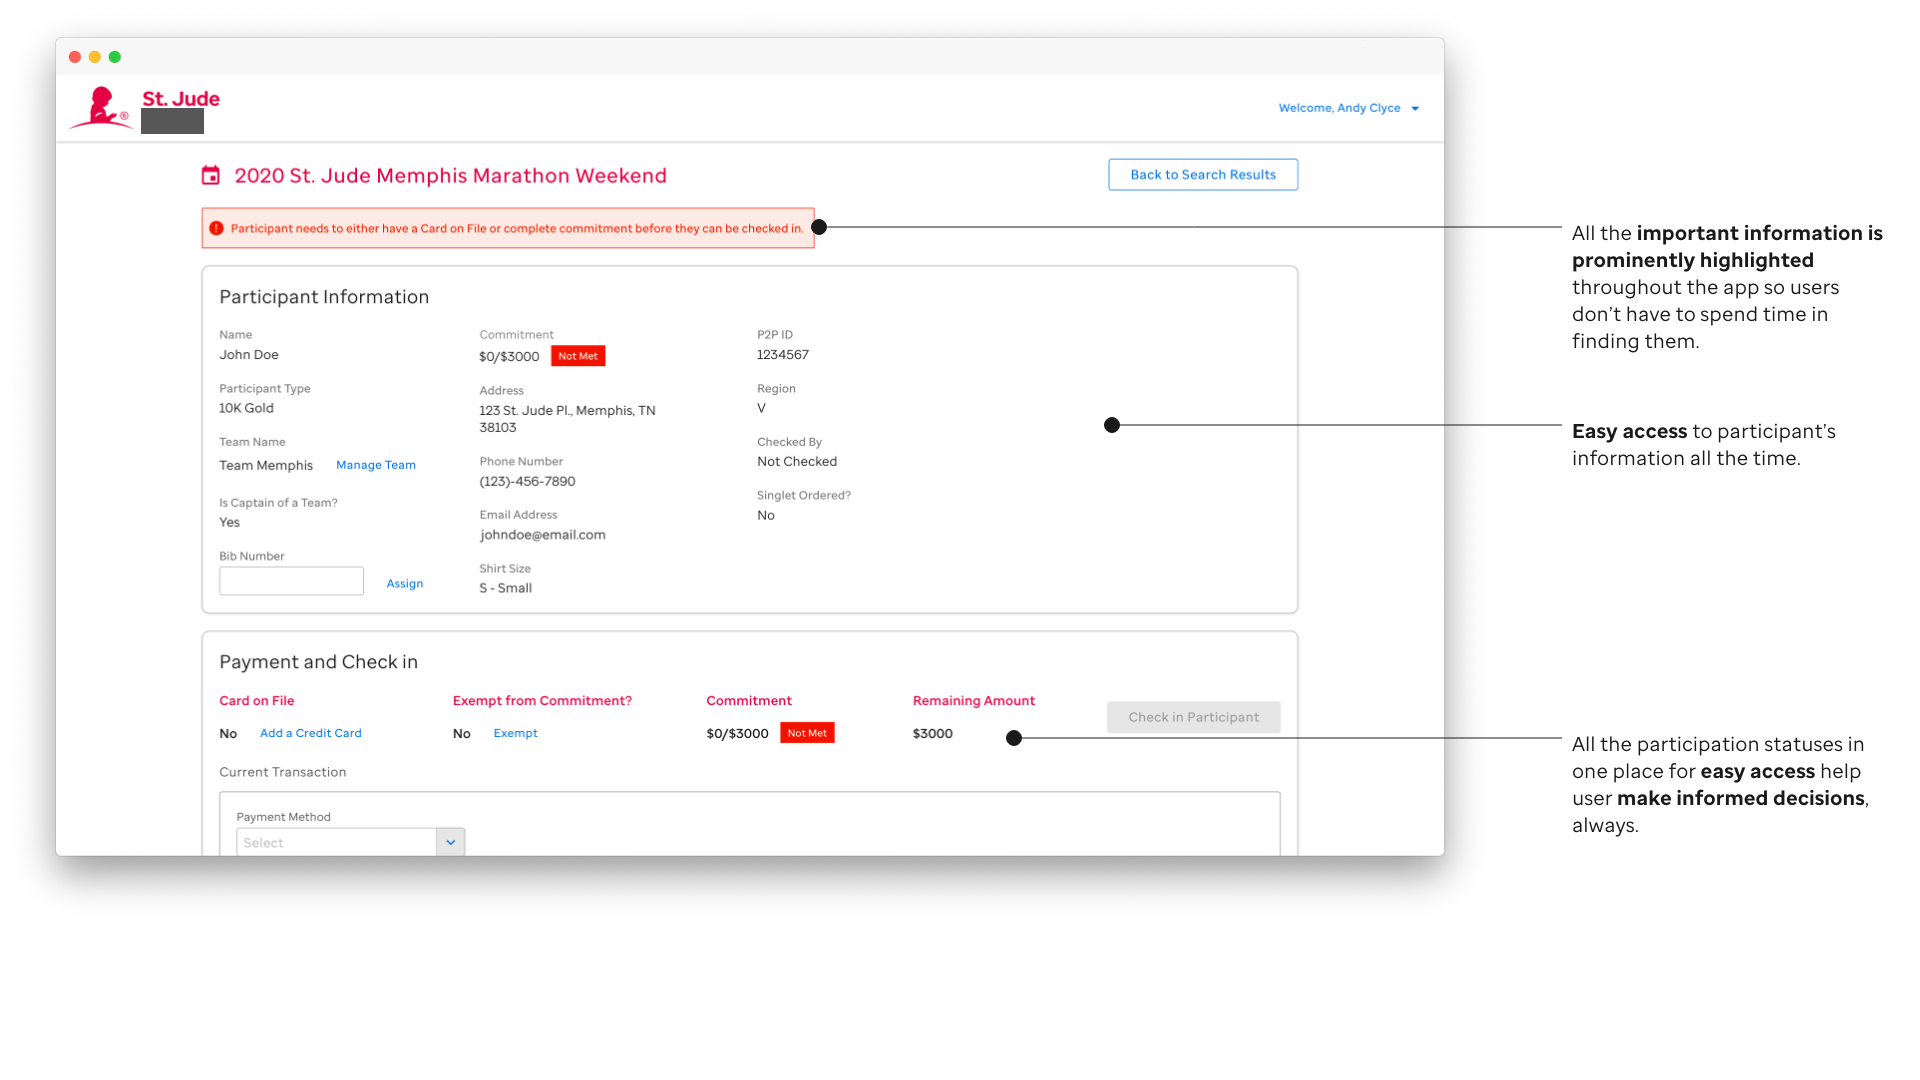 St. Jude
®
Welcome, Andy Clyce
2020 St. Jude Memphis Marathon Weekend
Back to Search Results
Participant needs to either have a Card on File or complete commitment before they can be checked in.
Participant Information
Name
John Doe
Participant Type
10K Gold
Team Name
Team Memphis Manage Team
Is Captain of a Team?
Yes
Bib Number
Assign
Commitment
$0/$3000 Not Met
Address
123 St. Jude Pl., Memphis, TN
38103
Phone Number
(123)-456-7890
Email Address
johndoe@email.com
Shirt Size
S - Small
P2P ID
1234567
Region
V
Checked By
Not Checked
Singlet Ordered?
No
Payment and Check in
Card on File Exempt from Commitment? Commitment Remaining Amount
No Add a Credit Card No Exempt $0/$3000 Not Met $3000
Check in Participant
Current Transaction
Payment Method
Select
All the important information is
prominently highlighted
throughout the app so users
don’t have to spend time in
finding them.
Easy access to participant’s
information all the time.
All the participation statuses in
one place for easy access help
user make informed decisions,
always.